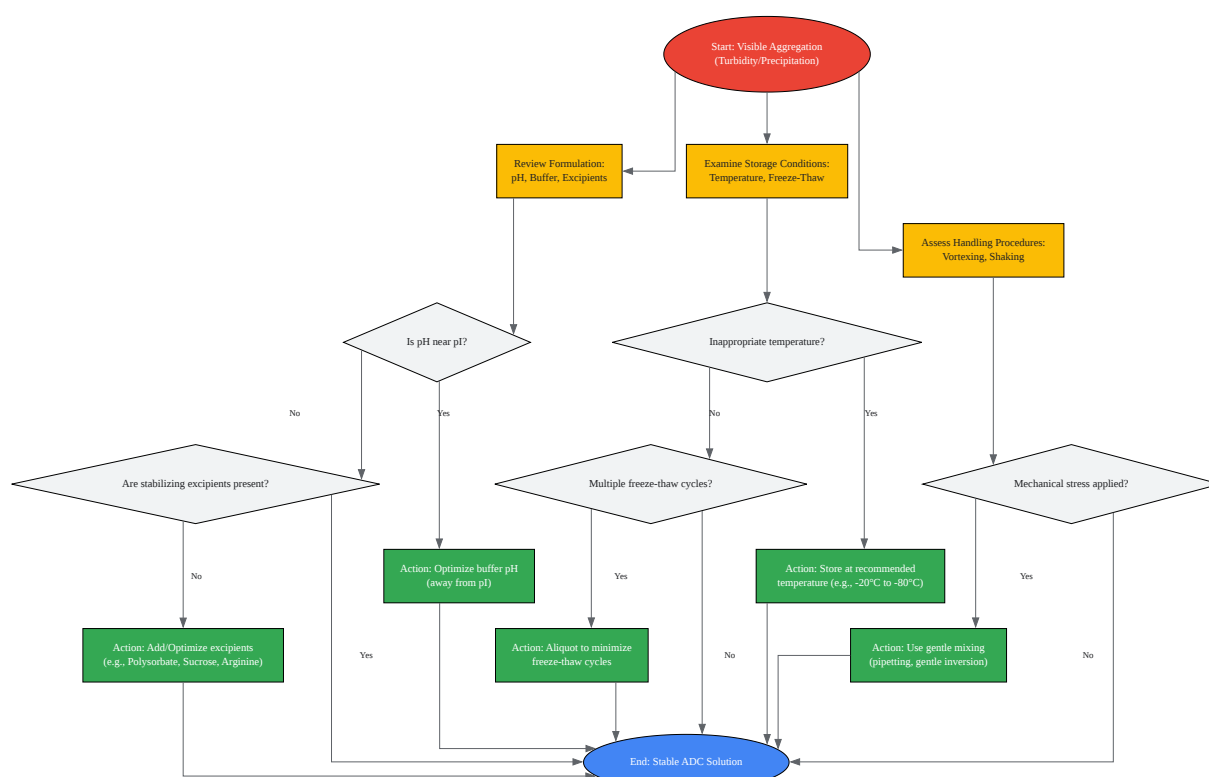 Start: Visible Aggregation
(Turbidity/Precipitation)
Review Formulation:
pH, Buffer, Excipients
Examine Storage Conditions:
Temperature, Freeze-Thaw
Assess Handling Procedures:
Vortexing, Shaking
Is pH near pI?
Inappropriate temperature?
No
Yes
No
Yes
Are stabilizing excipients present?
Multiple freeze-thaw cycles?
Mechanical stress applied?
Action: Optimize buffer pH
(away from pI)
Action: Store at recommended
temperature (e.g., -20°C to -80°C)
No
Yes
Yes
Action: Add/Optimize excipients
(e.g., Polysorbate, Sucrose, Arginine)
Yes
Action: Aliquot to minimize
freeze-thaw cycles
No
Action: Use gentle mixing
(pipetting, gentle inversion)
No
End: Stable ADC Solution